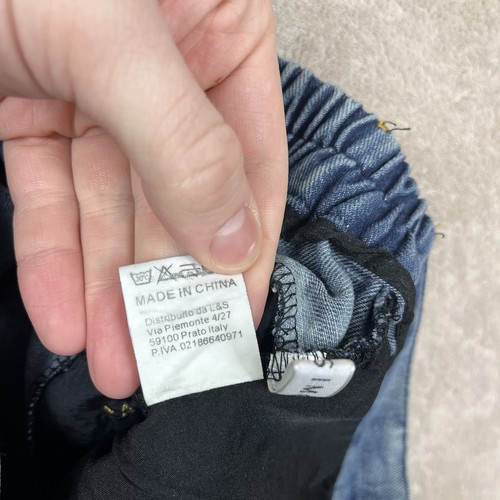 MADE IN CHINA
Distribuito da L&S
Via Piemonte 4/27
59100 Prato Italy
P.IVA.02186640971